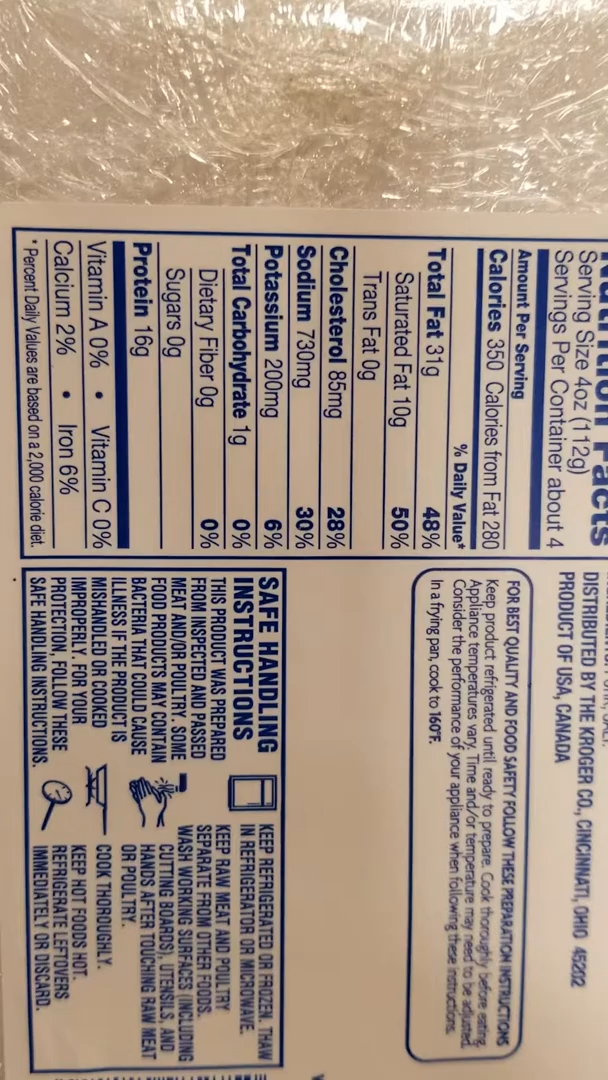 Nutrition Facts
Serving Size 4oz (112g)
Servings Per Container about 4
Amount Per Serving
Calories 350 Calories from Fat 280
% Daily Value*
Total Fat 31g 48%
Saturated Fat 10g 50%
Trans Fat 0g
Cholesterol 85mg 28%
Sodium 730mg 30%
Potassium 200mg 6%
Total Carbohydrate 1g 0%
Dietary Fiber 0g 0%
Sugars 0g
Protein 16g
Vitamin A 0% • Vitamin C 0%
Calcium 2% • Iron 6%
*Percent Daily Values are based on a 2,000 calorie diet.
DISTRIBUTED BY THE KROGER CO., CINCINNATI, OHIO 45202
PRODUCT OF USA, CANADA
FOR BEST QUALITY AND FOOD SAFETY FOLLOW THESE PREPARATION INSTRUCTIONS
Keep product refrigerated until ready to prepare. Cook thoroughly before eating.
Appliance temperatures vary. Time and/or temperature may need to be adjusted.
Consider the performance of your appliance when following these instructions.
In a frying pan, cook to 160°F.
SAFE HANDLING
INSTRUCTIONS
THIS PRODUCT WAS PREPARED
FROM INSPECTED AND PASSED
MEAT AND/OR POULTRY. SOME
FOOD PRODUCTS MAY CONTAIN
BACTERIA THAT COULD CAUSE
ILLNESS IF THE PRODUCT IS
MISHANDLED OR COOKED
IMPROPERLY. FOR YOUR
PROTECTION, FOLLOW THESE
SAFE HANDLING INSTRUCTIONS.
KEEP REFRIGERATED OR FROZEN. THAW
IN REFRIGERATOR OR MICROWAVE.
KEEP RAW MEAT AND POULTRY
SEPARATE FROM OTHER FOODS.
WASH WORKING SURFACES (INCLUDING
CUTTING BOARDS), UTENSILS, AND
HANDS AFTER TOUCHING RAW MEAT
OR POULTRY.
COOK THOROUGHLY.
KEEP HOT FOODS HOT.
REFRIGERATE LEFTOVERS
IMMEDIATELY OR DISCARD.